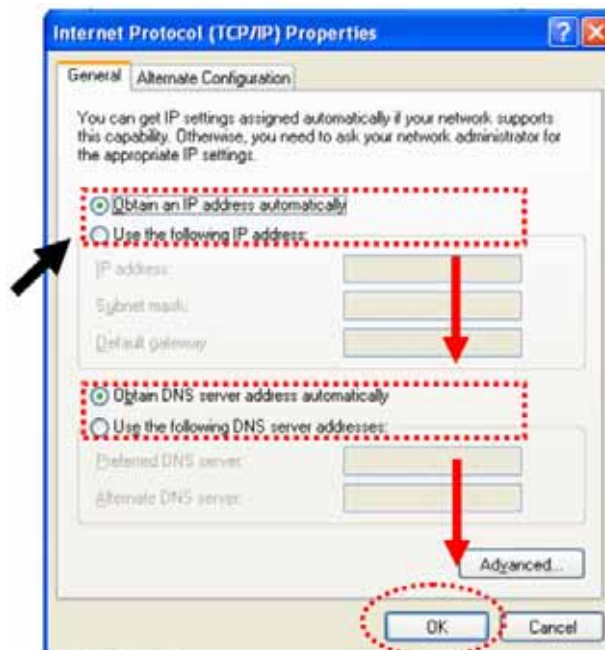 Internet Protocol (TCP/IP) Properties
General Alternate Configuration
You can get IP settings assigned automatically if your network supports
this capability. Otherwise, you need to ask your network administrator for
the appropriate IP settings.
Obtain an IP address automatically
Use the following IP address:
IP address:
Subnet mask:
Default gateway
Obtain DNS server address automatically
Use the following DNS server addresses:
Preferred DNS server:
Alternate DNS server:
Advanced...
OK Cancel